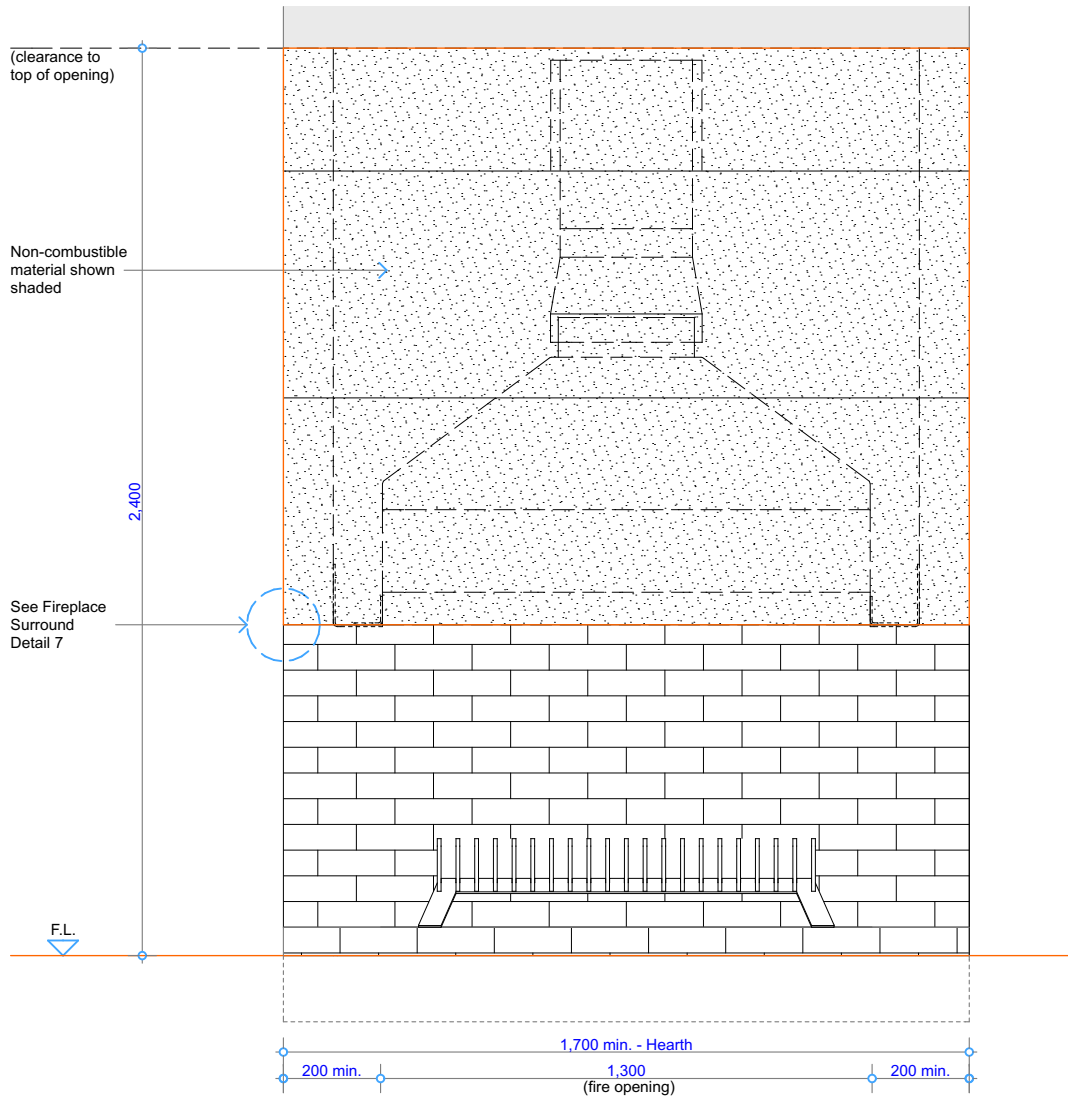 (clearance to
top of opening)
Non-combustible
material shown
shaded
2,400
See Fireplace
Surround
Detail 7
F.L.
1,700 min. - Hearth
200 min.
1,300
200 min.
(fire opening)